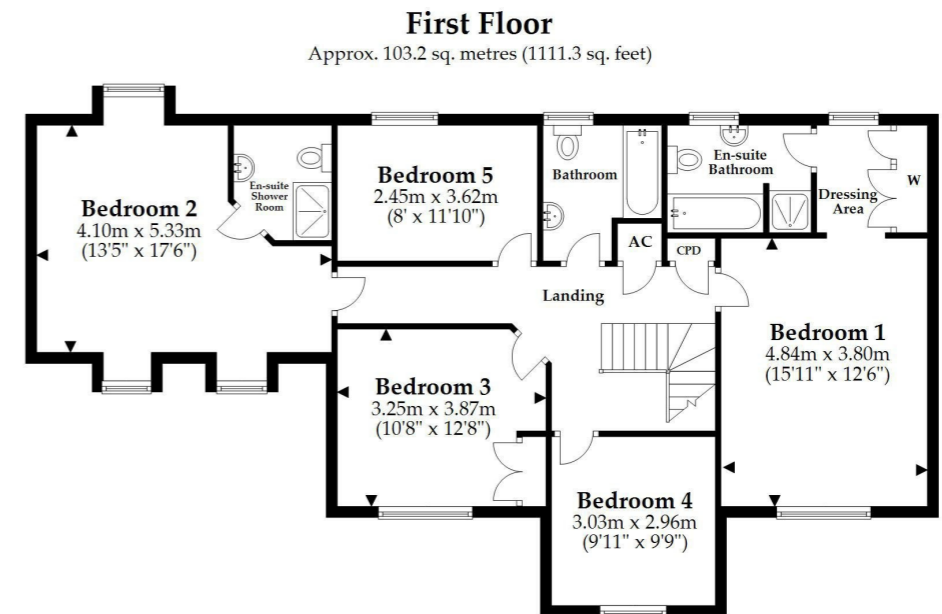 First Floor
Approx. 103.2 sq. metres (1111.3 sq. feet)
Bedroom 2
4.10m x 5.33m
(13'5" x 17'6")
En-suite
Shower
Room
Bedroom 5
2.45m x 3.62m
(8' x 11'10")
Bathroom
En-suite
Bathroom
Dressing
Area
W
AC
CPD
Landing
Bedroom 1
4.84m x 3.80m
(15'11" x 12'6")
Bedroom 3
3.25m x 3.87m
(10'8" x 12'8")
Bedroom 4
3.03m x 2.96m
(9'11" x 9'9")